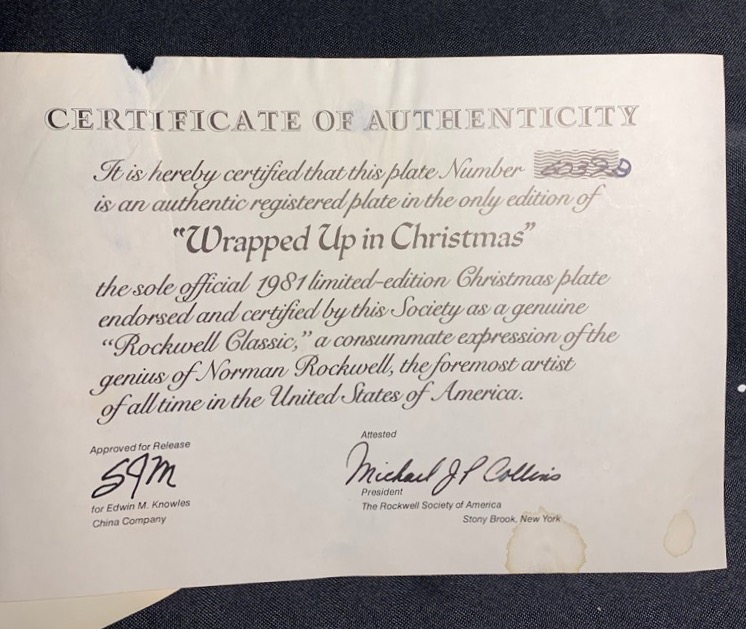 CERTIFICATE OF AUTHENTICITY
It is hereby certified that this plate Number
is an authentic registered plate in the only edition of
"Wrapped Up in Christmas"
the sole official 1981 limited-edition Christmas plate
endorsed and certified by this Society as a genuine
"Rockwell Classic," a consummate expression of the
genius of Norman Rockwell, the foremost artist
of all time in the United States of America.
Approved for Release
SJM
for Edwin M. Knowles
China Company
Attested
Michael J P Collins
President
The Rockwell Society of America
Stony Brook, New York